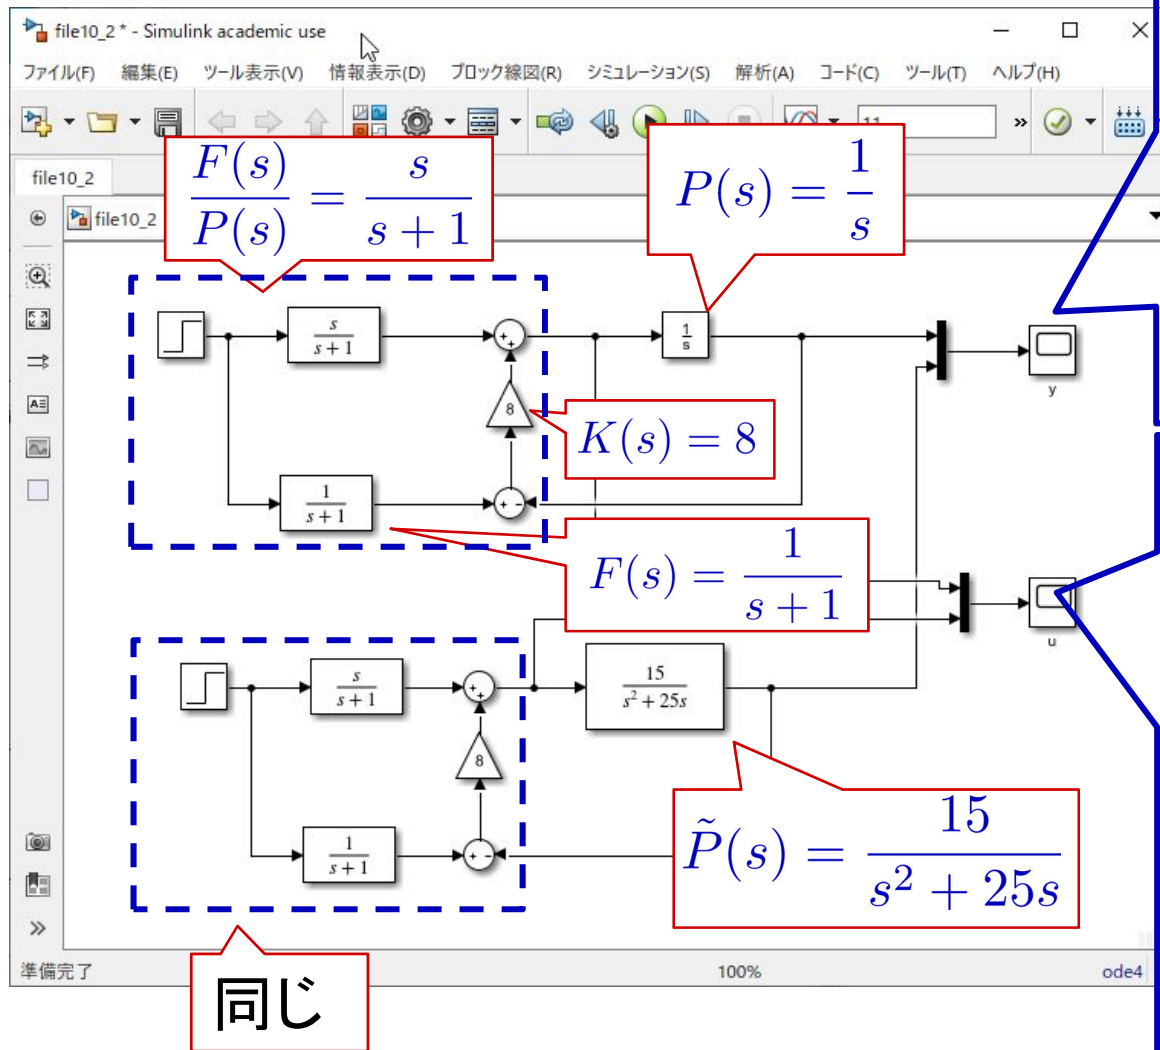 file10_2 * - Simulink academic use
ファイル(F) 編集(E) ツール表示(V) 情報表示(D) ブロック線図(R) シミュレーション(S) 解析(A) コード(C) ツール(T) ヘルプ(H)
file10_2
file10_2
F(s)/P(s) = s/(s + 1)
P(s) = 1/s
s/(s + 1)
+
+
1/s
y
8
K(s) = 8
1/(s + 1)
+ -
F(s) = 1/(s + 1)
u
s/(s + 1)
+
+
15/(s² + 25s)
8
1/(s + 1)
+ -
P̃(s) = 15/(s² + 25s)
準備完了 100% ode4
同じ